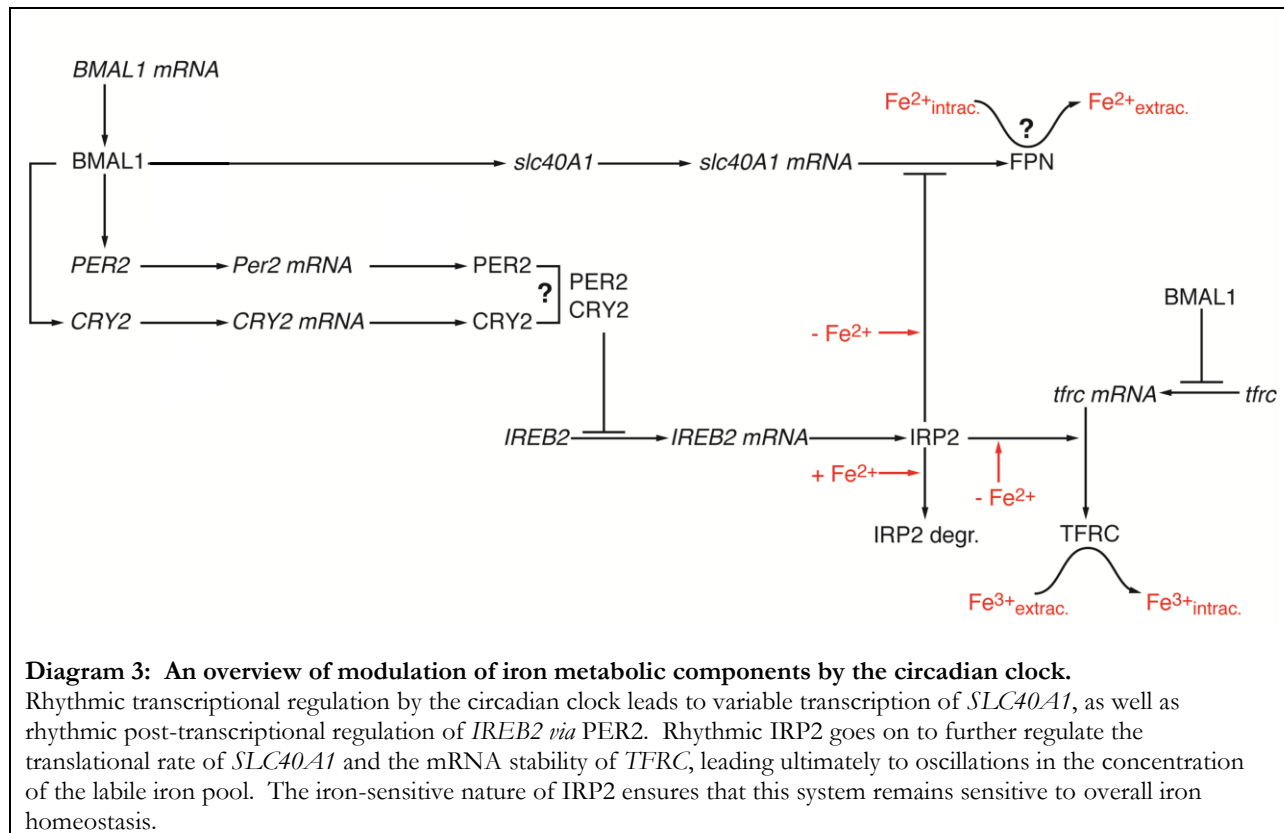 BMAL1 mRNA
Fe2+intrac. Fe2+extrac.
?
BMAL1 slc40A1 slc40A1 mRNA FPN
PER2 Per2 mRNA PER2
?
PER2
CRY2
CRY2 CRY2 mRNA CRY2
BMAL1
- Fe2+
tfrc mRNA tfrc
IREB2 IREB2 mRNA IRP2
+ Fe2+
- Fe2+
IRP2 degr. TFRC
Fe3+extrac. Fe3+intrac.
Diagram 3: An overview of modulation of iron metabolic components by the circadian clock.
Rhythmic transcriptional regulation by the circadian clock leads to variable transcription of SLC40A1, as well as
rhythmic post-transcriptional regulation of IREB2 via PER2. Rhythmic IRP2 goes on to further regulate the
translational rate of SLC40A1 and the mRNA stability of TFRC, leading ultimately to oscillations in the concentration
of the labile iron pool. The iron-sensitive nature of IRP2 ensures that this system remains sensitive to overall iron
homeostasis.